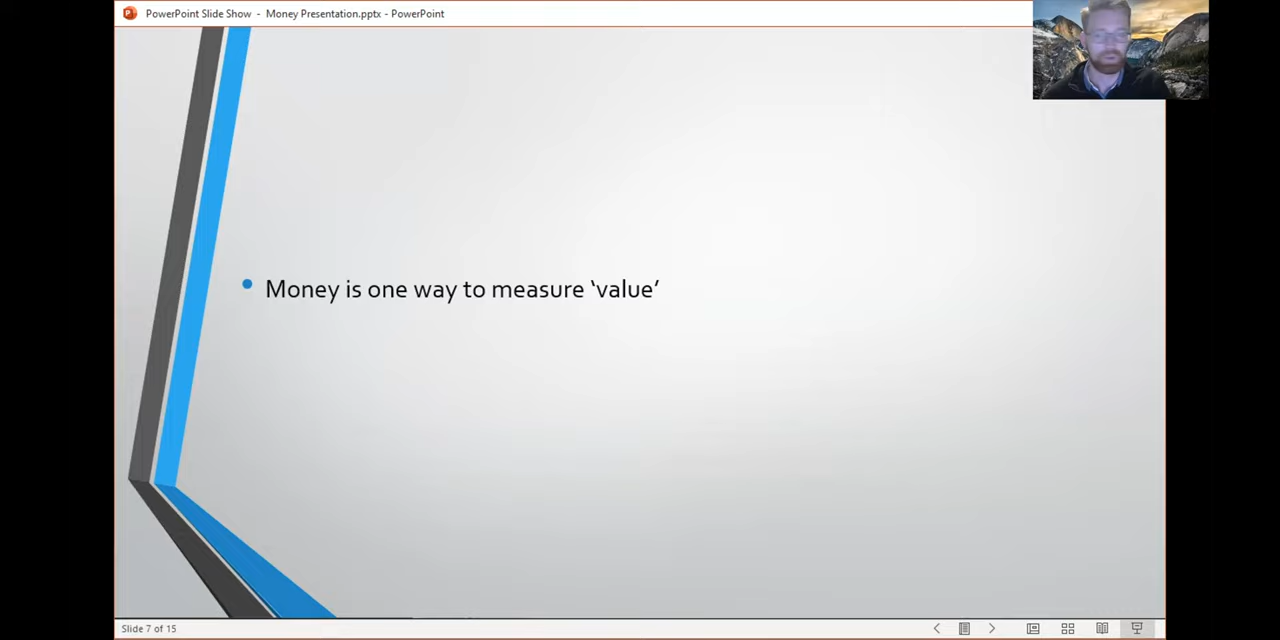 PowerPoint Slide Show - Money Presentation.pptx - PowerPoint
• Money is one way to measure ‘value’
Slide 7 of 15